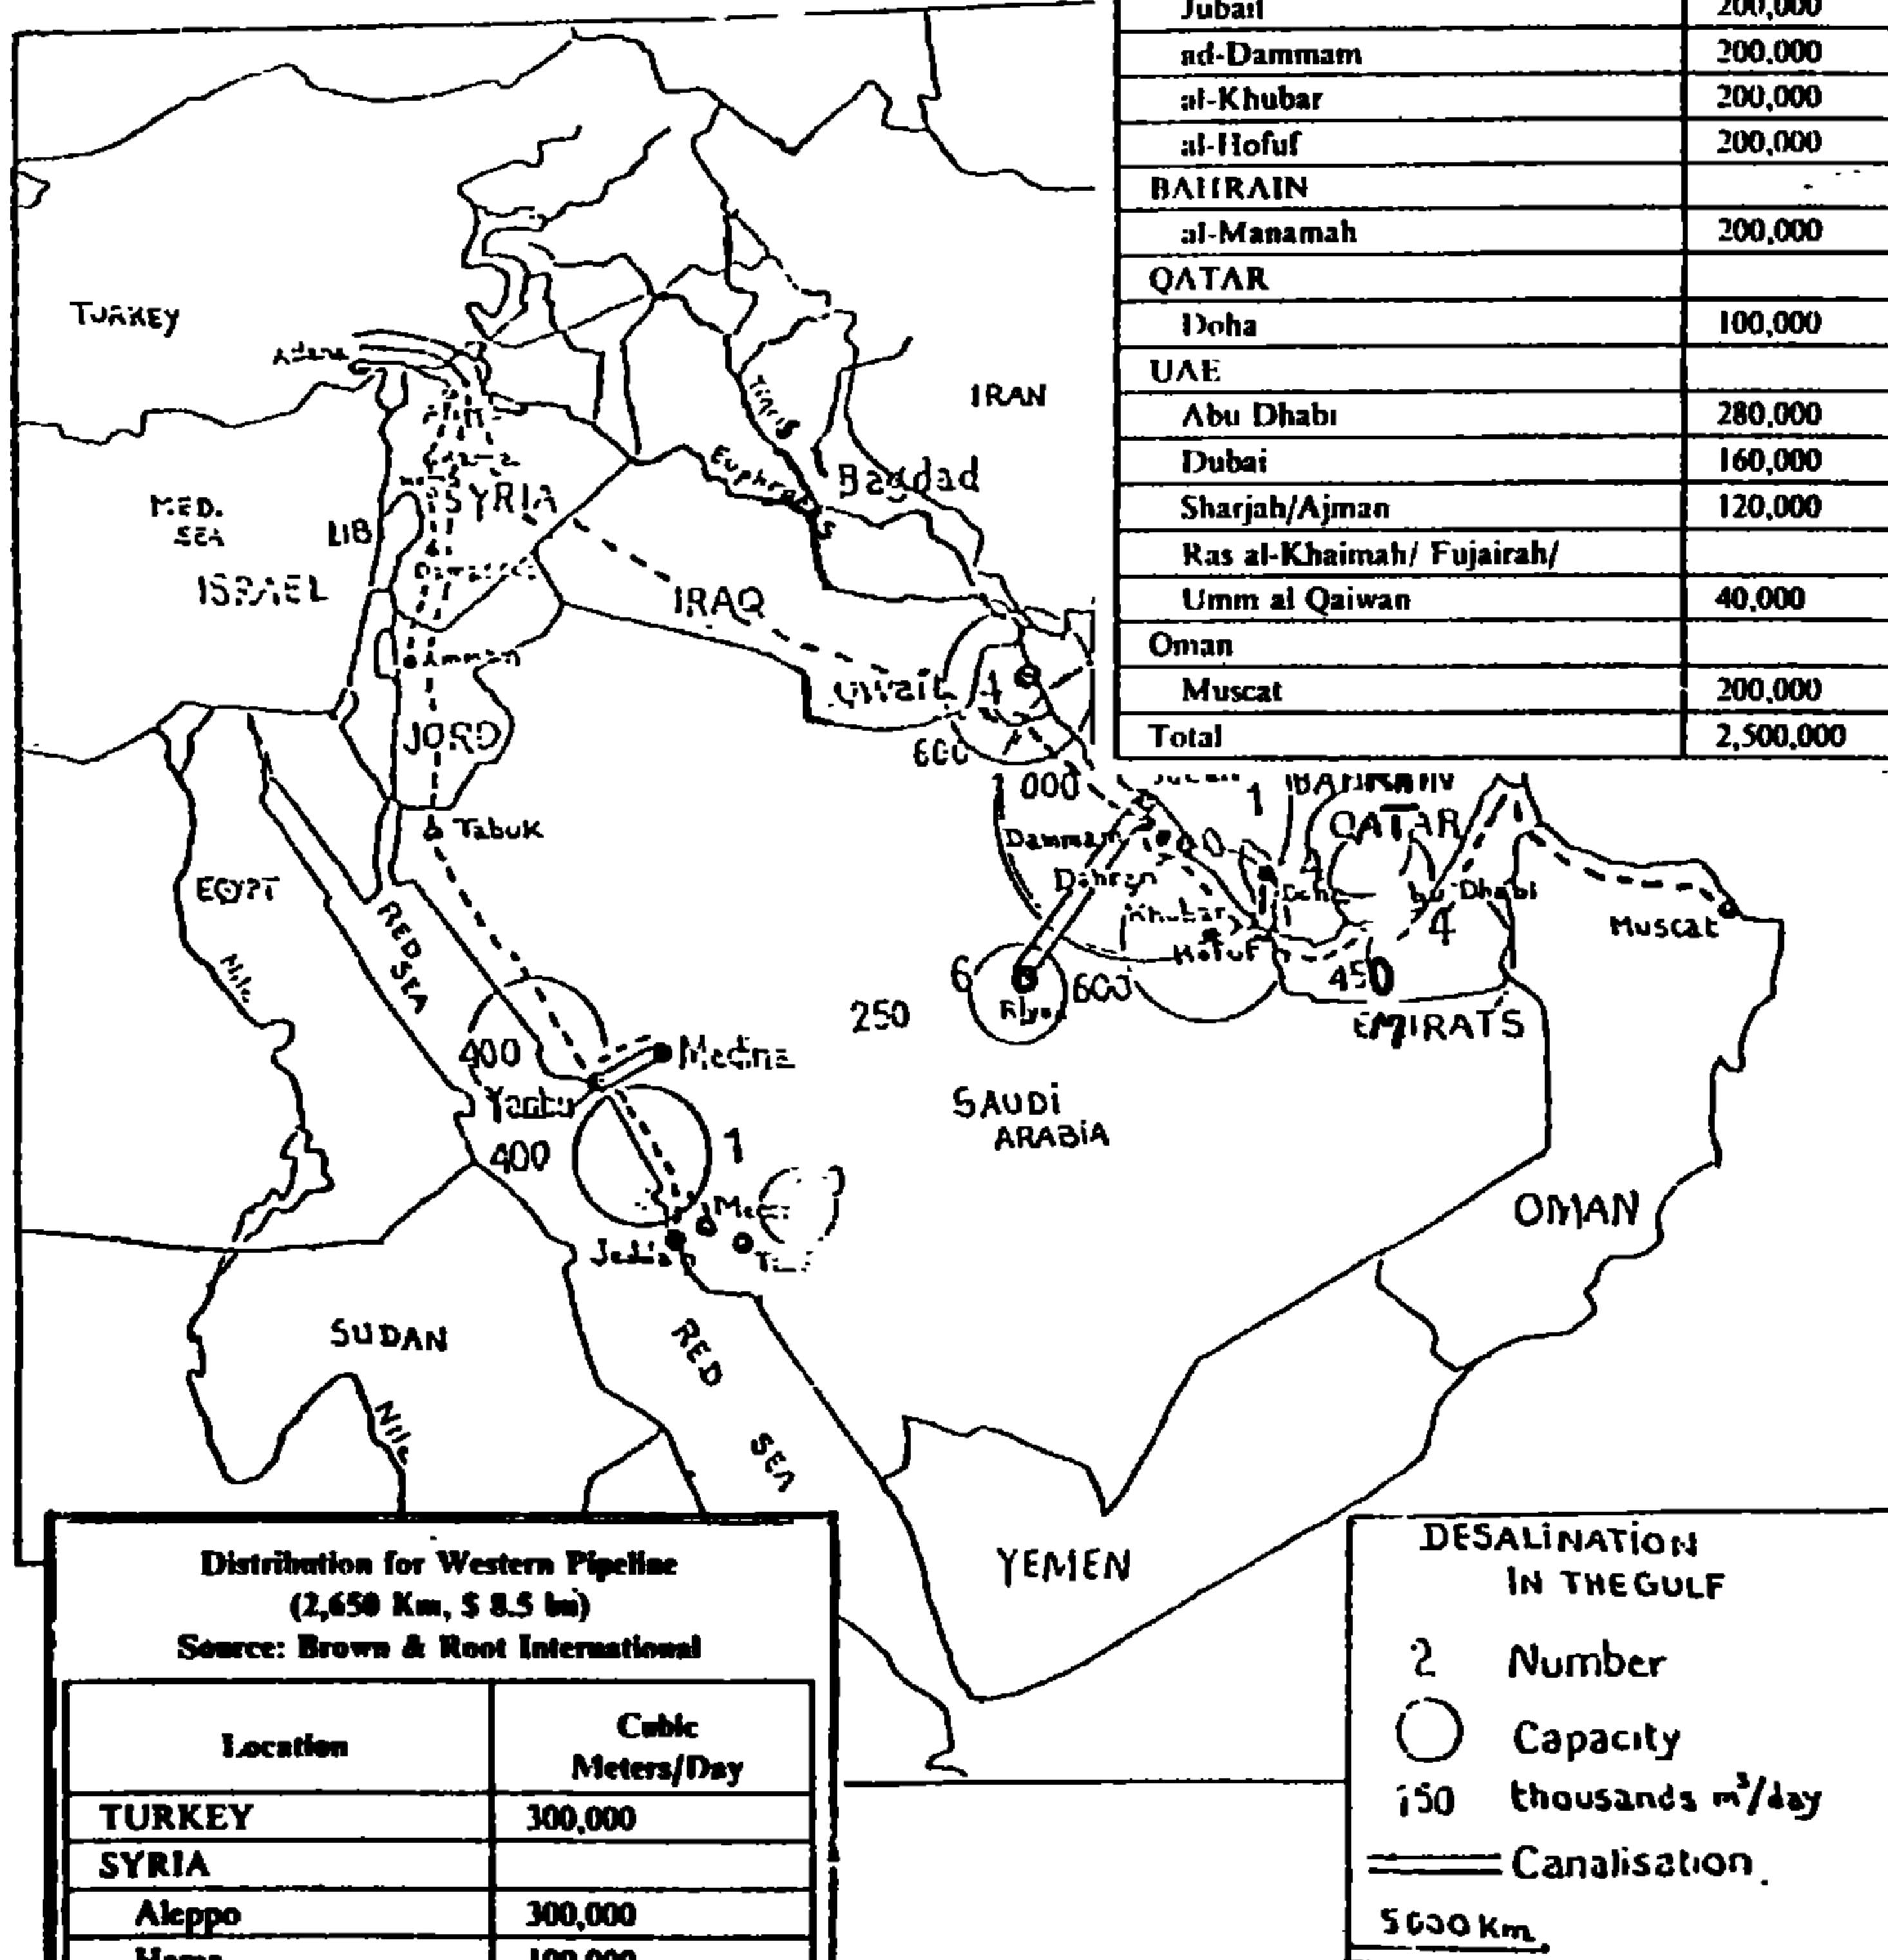 Jubail 200,000
ad-Dammam 200,000
al-Khubar 200,000
al-Hofuf 200,000
BAHRAIN
al-Manamah 200,000
QATAR
Doha 100,000
UAE
Abu Dhabi 280,000
Dubai 160,000
Sharjah/Ajman 120,000
Ras al-Khaimah/ Fujairah/
Umm al Qaiwan 40,000
Oman
Muscat 200,000
Total 2,500,000
TURKEY
Adana
IRAN
Tigris
Euphrates
Bagdad
MED.
SEA
SYRIA
LIB
Damascus
ISRAEL
IRAQ
Amman
JORD
600
1 000
1
BAHRAIN
QATAR
Tabuk
Dammam
Dahran
EGYPT
RED SEA
Khubar
Hofuf
4
Muscat
Nile
6
Riyad
600
450
250
EMIRATS
400
Medina
Yanbu
SAUDI
ARABIA
400
1
OMAN
Jeddah
SUDAN
RED
SEA
Nile
YEMEN
Distribution for Western Pipeline
(2,650 Km, $ 8.5 bn)
Source: Brown & Root International
Location
Cubic
Meters/Day
TURKEY 300,000
SYRIA
Aleppo 300,000
Hama 100,000
DESALINATION
IN THE GULF
2 Number
Capacity
150 thousands m³/day
Canalisation
Km